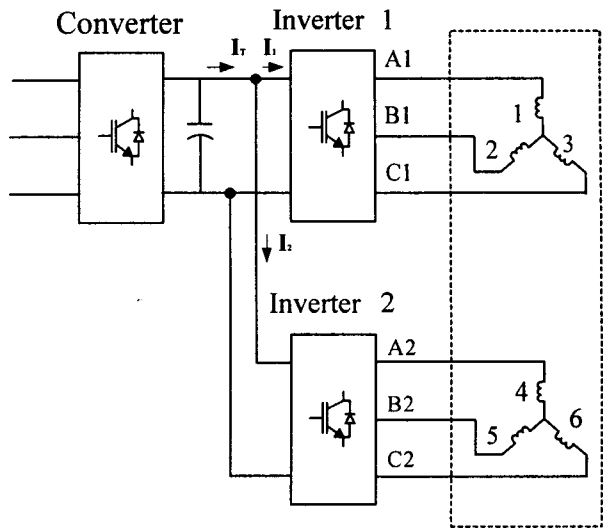 Converter
Inverter 1
I_T I_1
A1
B1
C1
1
2
3
I_2
Inverter 2
A2
B2
C2
4
5
6